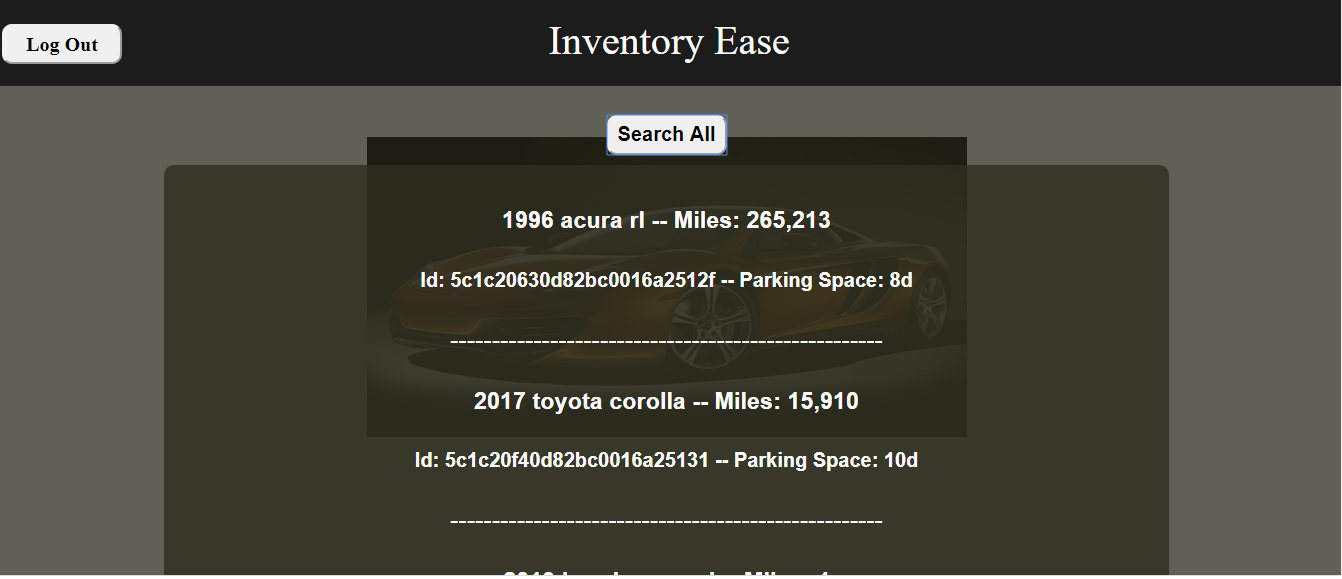 Log Out
Inventory Ease
Search All
1996 acura rl -- Miles: 265,213
Id: 5c1c20630d82bc0016a2512f -- Parking Space: 8d
----------------------------------------------------
2017 toyota corolla -- Miles: 15,910
Id: 5c1c20f40d82bc0016a25131 -- Parking Space: 10d
----------------------------------------------------